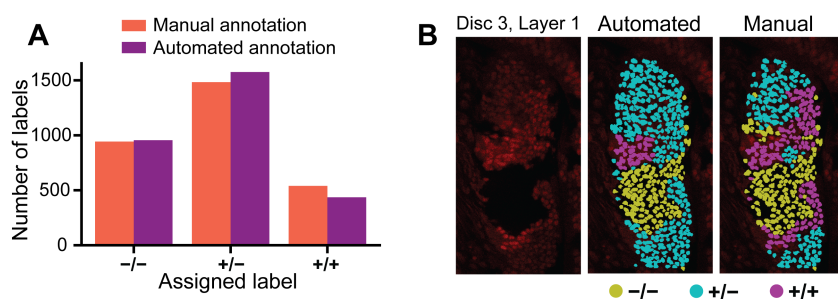 A
Manual annotation
Automated annotation
Number of labels
1500
1000
500
0
−/−
+/−
+/+
Assigned label
B
Disc 3, Layer 1
Automated
Manual
−/−
+/−
+/+